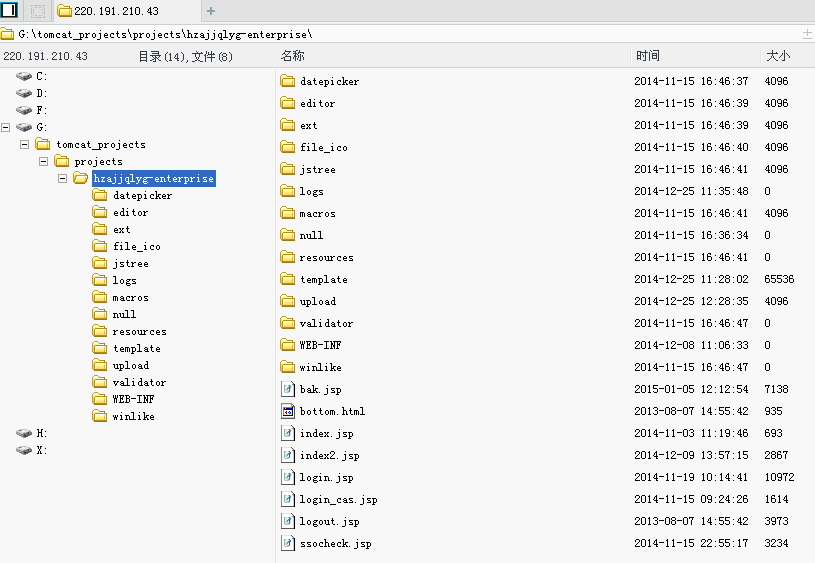 220.191.210.43
G:\tomcat_projects\projects\hzajjqlyg-enterprise\
220.191.210.43 目录(14),文件(8)
C:
D:
F:
G:
tomcat_projects
projects
hzajjqlyg-enterprise
datepicker
editor
ext
file_ico
jstree
logs
macros
null
resources
template
upload
validator
WEB-INF
winlike
H:
X:
名称 时间 大小
datepicker 2014-11-15 16:46:37 4096
editor 2014-11-15 16:46:39 4096
ext 2014-11-15 16:46:39 4096
file_ico 2014-11-15 16:46:40 4096
jstree 2014-11-15 16:46:41 4096
logs 2014-12-25 11:35:48 0
macros 2014-11-15 16:46:41 4096
null 2014-11-15 16:36:34 0
resources 2014-11-15 16:46:41 0
template 2014-12-25 11:28:02 65536
upload 2014-12-25 12:28:35 4096
validator 2014-11-15 16:46:47 0
WEB-INF 2014-12-08 11:06:33 0
winlike 2014-11-15 16:46:47 0
bak.jsp 2015-01-05 12:12:54 7138
bottom.html 2013-08-07 14:55:42 935
index.jsp 2014-11-03 11:19:46 693
index2.jsp 2014-12-09 13:57:15 2867
login.jsp 2014-11-19 10:14:41 10972
login_cas.jsp 2014-11-15 09:24:26 1614
logout.jsp 2013-08-07 14:55:42 3973
ssocheck.jsp 2014-11-15 22:55:17 3234